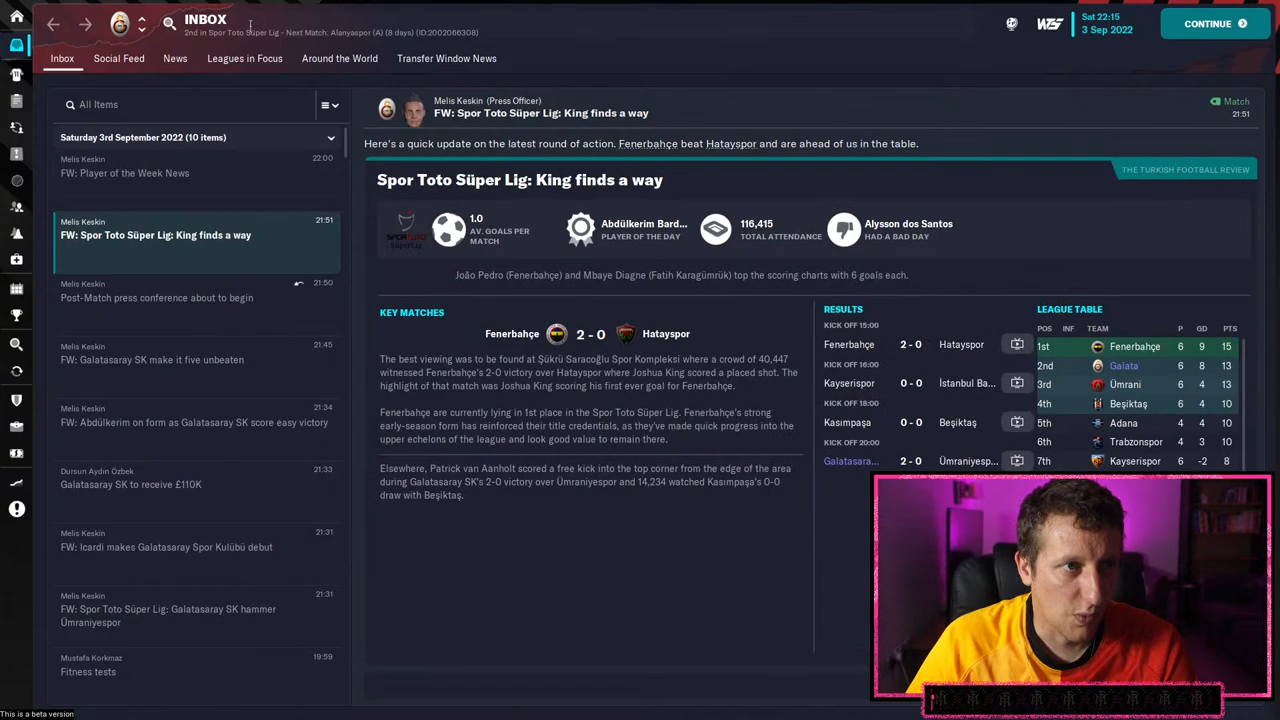 INBOX
2nd in Spor Toto Süper Lig - Next Match: Alanyaspor (A) (8 days) (ID:2002066308)
Sat 22:15
3 Sep 2022
CONTINUE
Inbox
Social Feed
News
Leagues in Focus
Around the World
Transfer Window News
All Items
Saturday 3rd September 2022 (10 items)
Melis Keskin
22:00
FW: Player of the Week News
Melis Keskin
21:51
FW: Spor Toto Süper Lig: King finds a way
Melis Keskin
21:50
Post-Match press conference about to begin
Melis Keskin
21:45
FW: Galatasaray SK make it five unbeaten
Melis Keskin
21:34
FW: Abdülkerim on form as Galatasaray SK score easy victory
Dursun Aydın Özbek
21:33
Galatasaray SK to receive £110K
Melis Keskin
21:31
FW: Icardi makes Galatasaray Spor Kulübü debut
Melis Keskin
21:31
FW: Spor Toto Süper Lig: Galatasaray SK hammer
Ümraniyespor
Mustafa Korkmaz
19:59
Fitness tests
This is a beta version
Melis Keskin (Press Officer)
FW: Spor Toto Süper Lig: King finds a way
Match
21:51
Here's a quick update on the latest round of action. Fenerbahçe beat Hatayspor and are ahead of us in the table.
THE TURKISH FOOTBALL REVIEW
Spor Toto Süper Lig: King finds a way
1.0
AV. GOALS PER
MATCH
Abdülkerim Bard...
PLAYER OF THE DAY
116,415
TOTAL ATTENDANCE
Alysson dos Santos
HAD A BAD DAY
João Pedro (Fenerbahçe) and Mbaye Diagne (Fatih Karagümrük) top the scoring charts with 6 goals each.
KEY MATCHES
Fenerbahçe 2 - 0 Hatayspor
The best viewing was to be found at Şükrü Saracoğlu Spor Kompleksi where a crowd of 40,447
witnessed Fenerbahçe's 2-0 victory over Hatayspor where Joshua King scored a placed shot. The
highlight of that match was Joshua King scoring his first ever goal for Fenerbahçe.
Fenerbahçe are currently lying in 1st place in the Spor Toto Süper Lig. Fenerbahçe's strong
early-season form has reinforced their title credentials, as they've made quick progress into the
upper echelons of the league and look good value to remain there.
Elsewhere, Patrick van Aanholt scored a free kick into the top corner from the edge of the area
during Galatasaray SK's 2-0 victory over Ümraniyespor and 14,234 watched Kasımpaşa's 0-0
draw with Beşiktaş.
RESULTS
KICK OFF 15:00
Fenerbahçe 2 - 0 Hatayspor
KICK OFF 16:00
Kayserispor 0 - 0 İstanbul Ba...
KICK OFF 18:00
Kasımpaşa 0 - 0 Beşiktaş
KICK OFF 20:00
Galatasara... 2 - 0 Ümraniyesp...
LEAGUE TABLE
POS INF TEAM P GD PTS
1st Fenerbahçe 6 9 15
2nd Galata 6 8 13
3rd Ümrani 6 4 13
4th Beşiktaş 6 4 10
5th Adana 4 4 10
6th Trabzonspor 4 3 10
7th Kayserispor 6 -2 8